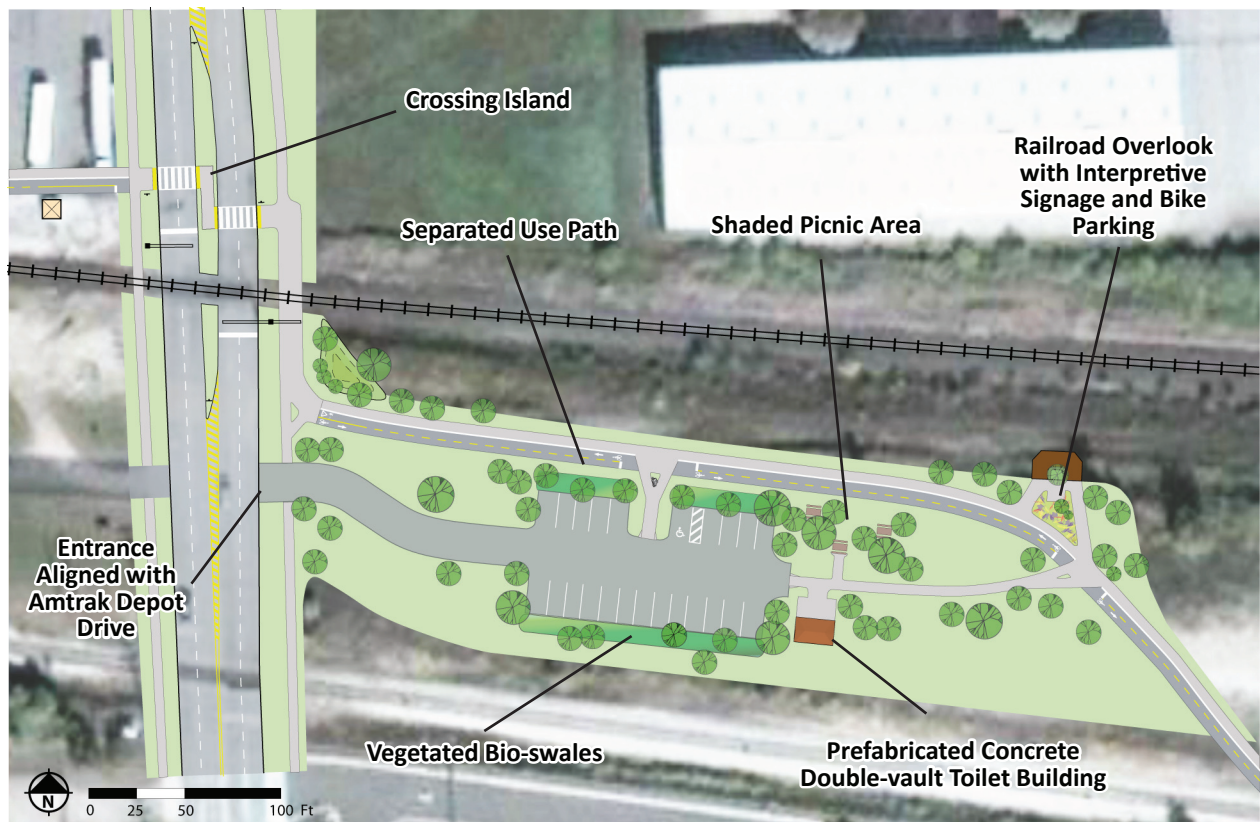 Crossing Island
Railroad Overlook
with Interpretive
Signage and Bike
Parking
Separated Use Path
Shaded Picnic Area
Entrance
Aligned with
Amtrak Depot
Drive
Vegetated Bio-swales
Prefabricated Concrete
Double-vault Toilet Building
N
0 25 50 100 Ft